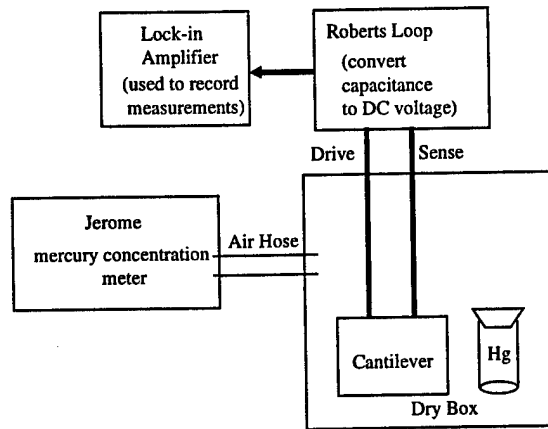 Lock-in
Amplifier
(used to record
measurements)
Roberts Loop
(convert
capacitance
to DC voltage)
Drive
Sense
Jerome
mercury concentration
meter
Air Hose
Cantilever
Hg
Dry Box